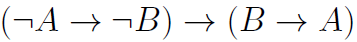 (¬A → ¬B) → (B → A)